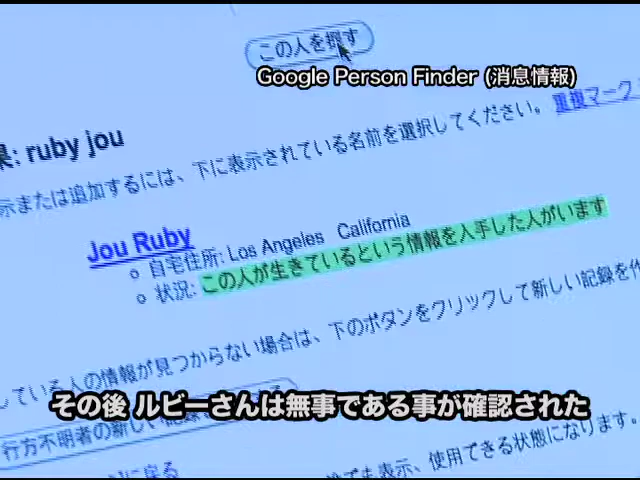 この人を探す
Google Person Finder (消息情報)
果: ruby jou
示または追加するには、下に表示されている名前を選択してください。 重複マーク
Jou Ruby
自宅住所: Los Angeles California
状況: この人が生きているという情報を入手した人がいます
している人の情報が見つからない場合は、下のボタンをクリックして新しい記録を作
その後 ルビーさんは無事である事が確認された
行方不明者の新しい記録
に戻る
でも表示、使用できる状態になります。